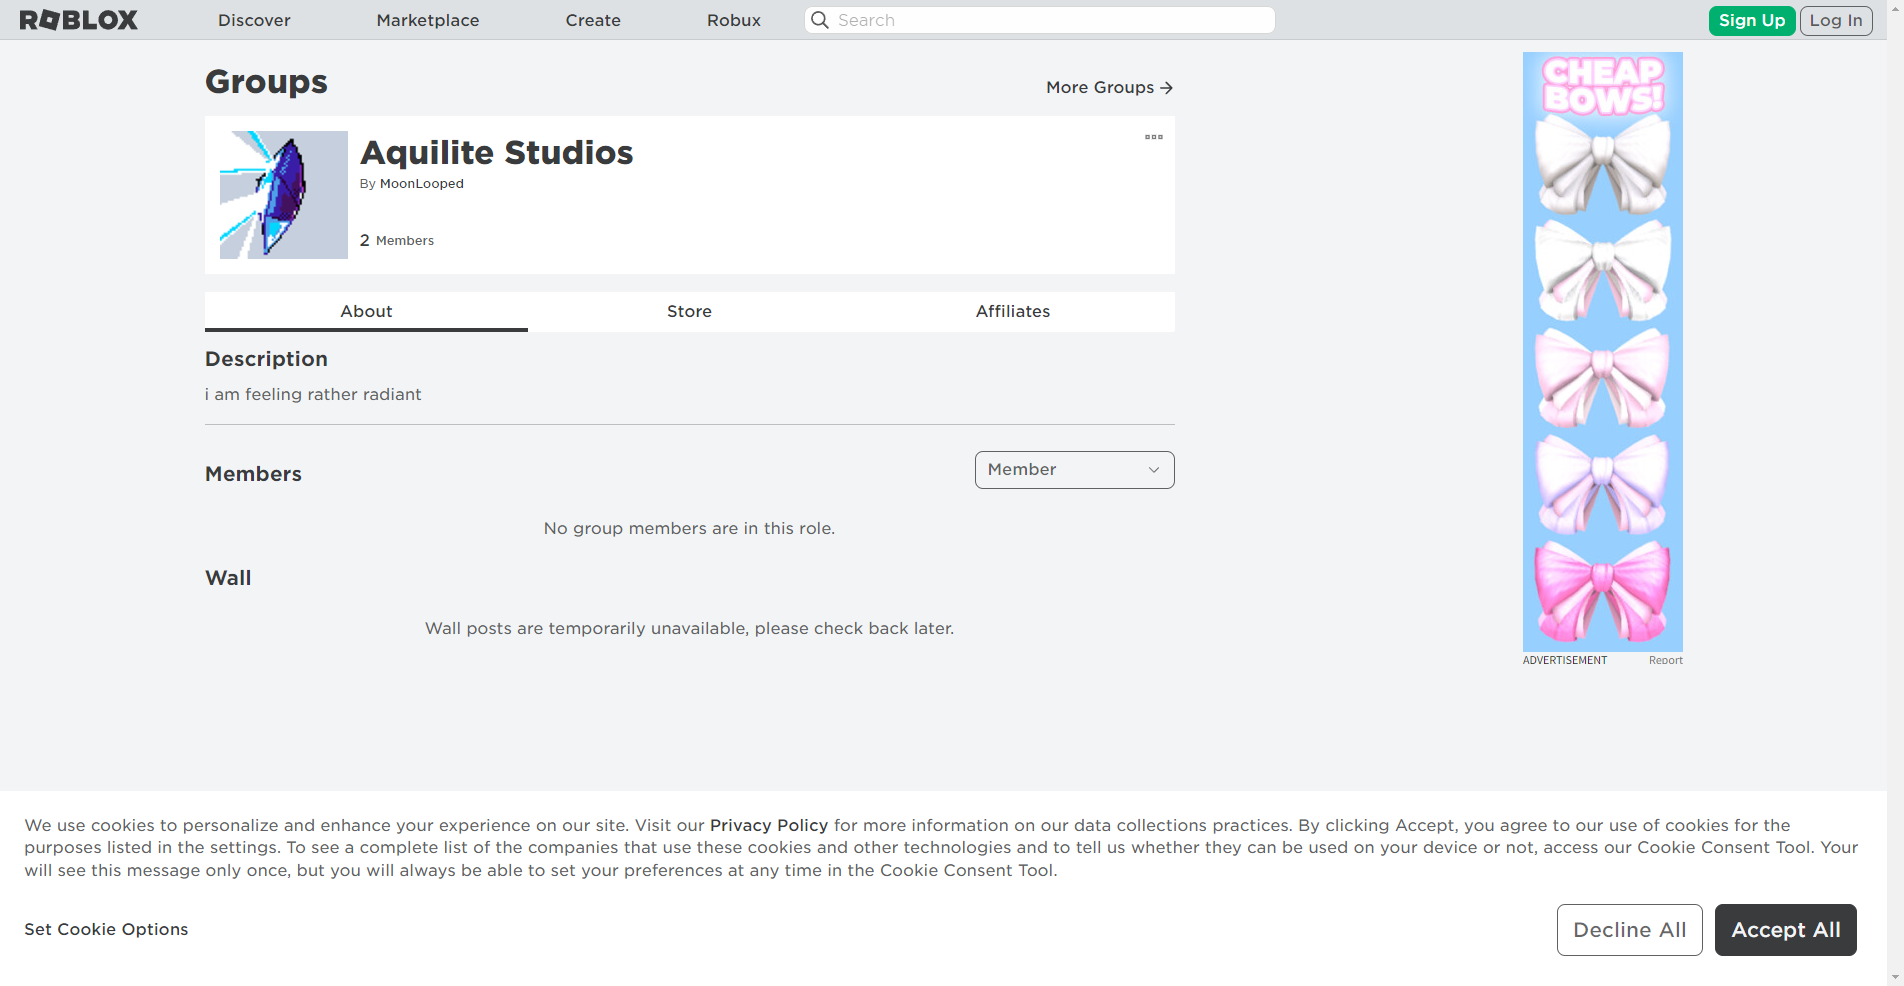 ROBLOX
Discover
Marketplace
Create
Robux
Search
Sign Up
Log In
Groups
More Groups
Aquilite Studios
By MoonLooped
2 Members
About
Store
Affiliates
Description
i am feeling rather radiant
Members
Member
No group members are in this role.
Wall
Wall posts are temporarily unavailable, please check back later.
CHEAP
BOWS!
ADVERTISEMENT
Report
We use cookies to personalize and enhance your experience on our site. Visit our Privacy Policy for more information on our data collections practices. By clicking Accept, you agree to our use of cookies for the
purposes listed in the settings. To see a complete list of the companies that use these cookies and other technologies and to tell us whether they can be used on your device or not, access our Cookie Consent Tool. Your
will see this message only once, but you will always be able to set your preferences at any time in the Cookie Consent Tool.
Set Cookie Options
Decline All
Accept All